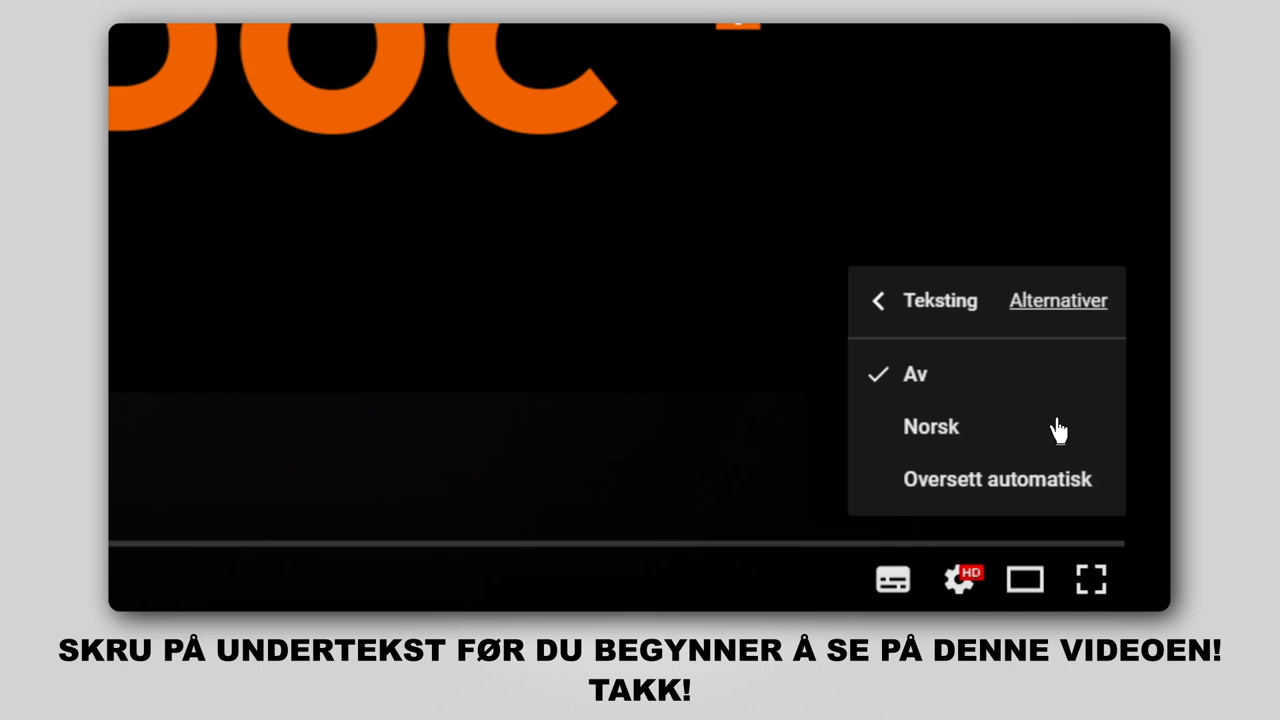 Teksting Alternativer
Av
Norsk
Oversett automatisk
HD
SKRU PÅ UNDERTEKST FØR DU BEGYNNER Å SE PÅ DENNE VIDEOEN!
TAKK!